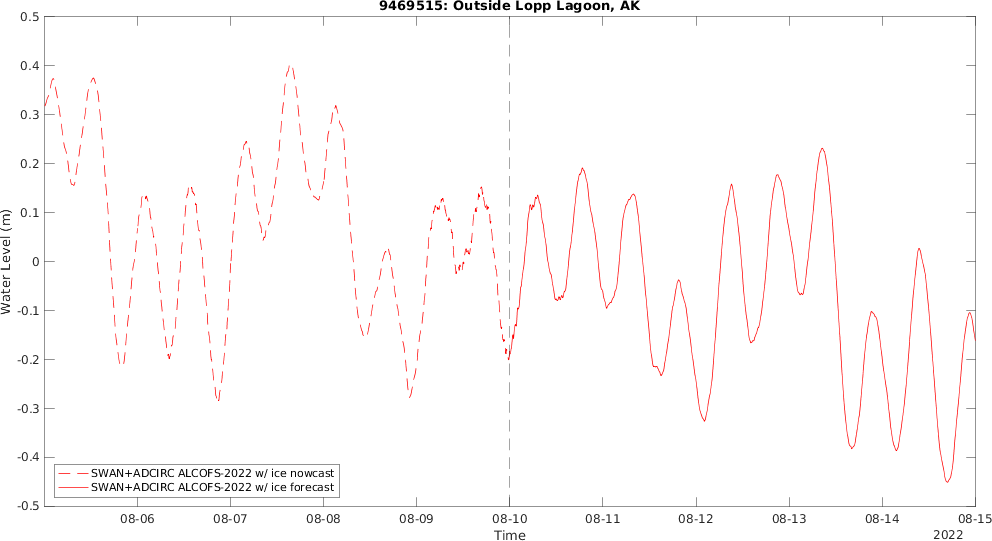 9469515: Outside Lopp Lagoon, AK
0.5
0.4
0.3
0.2
0.1
0
-0.1
-0.2
-0.3
-0.4
-0.5
Water Level (m)
SWAN+ADCIRC ALCOFS-2022 w/ ice nowcast
SWAN+ADCIRC ALCOFS-2022 w/ ice forecast
08-06 08-07 08-08 08-09 08-10 08-11 08-12 08-13 08-14 08-15
Time
2022